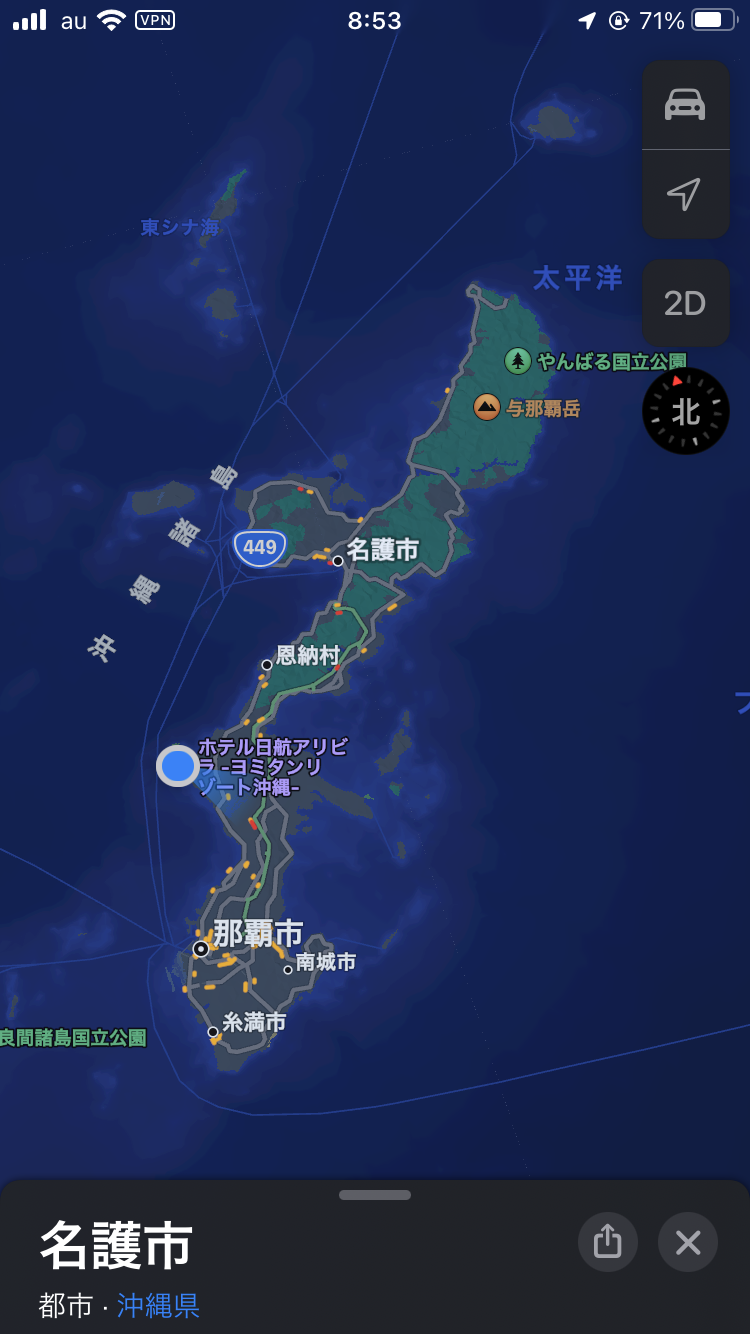 au VPN 8:53 71%
東シナ海
太平洋
2D
やんばる国立公園
北
与那覇岳
沖縄諸島
449
名護市
恩納村
ホテル日航アリビ
ラ -ヨミタンリ
ゾート沖縄-
那覇市
南城市
糸満市
良間諸島国立公園
名護市
都市 · 沖縄県